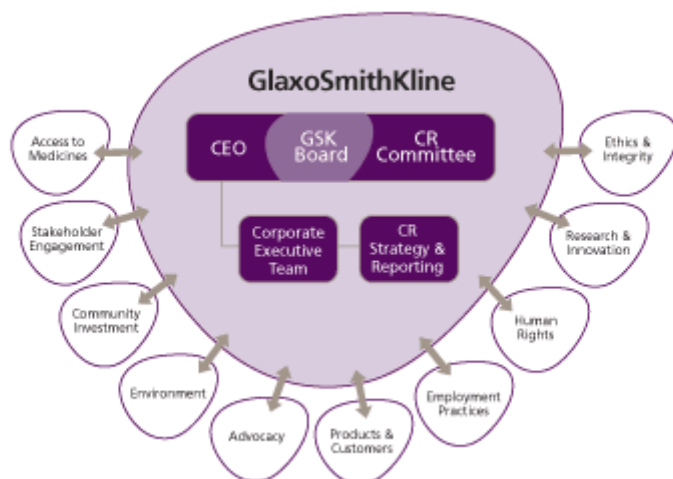 GlaxoSmithKline
CEO
GSK
Board
CR
Committee
Corporate
Executive
Team
CR
Strategy &
Reporting
Access to
Medicines
Stakeholder
Engagement
Community
Investment
Environment
Advocacy
Products &
Customers
Employment
Practices
Human
Rights
Research &
Innovation
Ethics &
Integrity